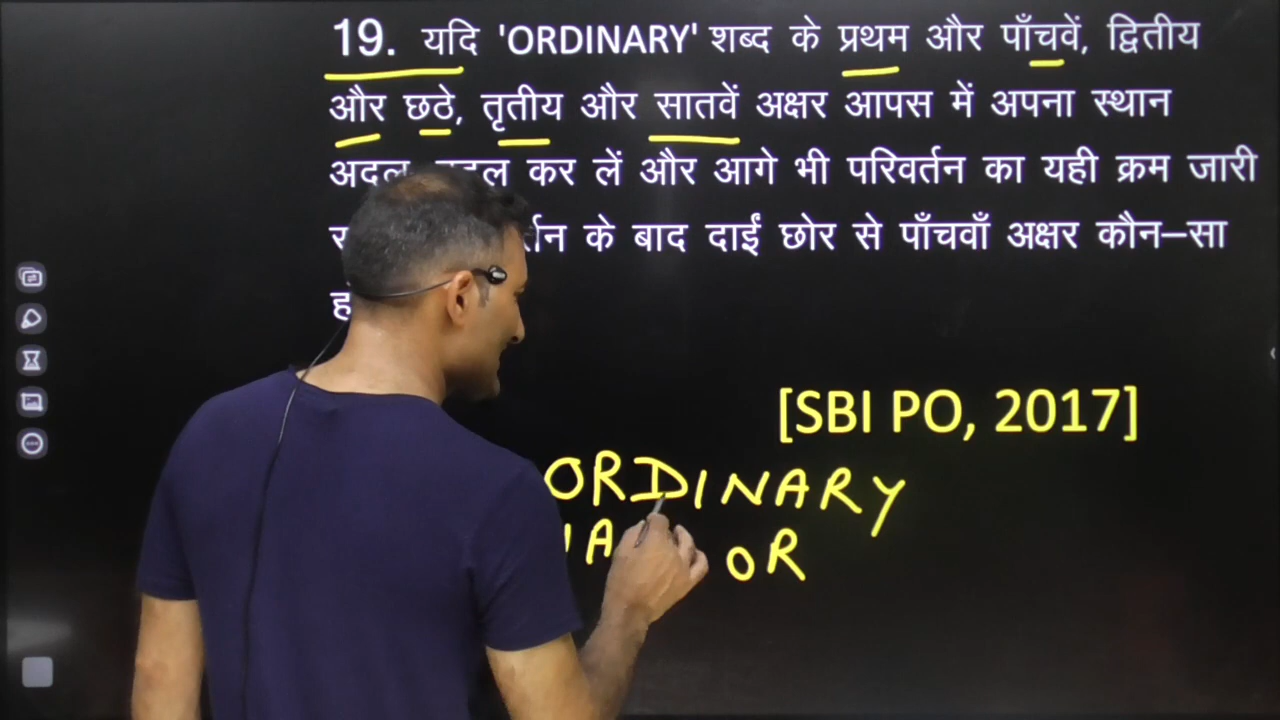 19. यदि 'ORDINARY' शब्द के प्रथम और पाँचवें, द्वितीय
और छठे, तृतीय और सातवें अक्षर आपस में अपना स्थान
कर लें और आगे भी परिवर्तन का यही क्रम जारी
के बाद दाईं छोर से पाँचवाँ अक्षर कौन–सा
[SBI PO, 2017]
ORDINARY
IA OR